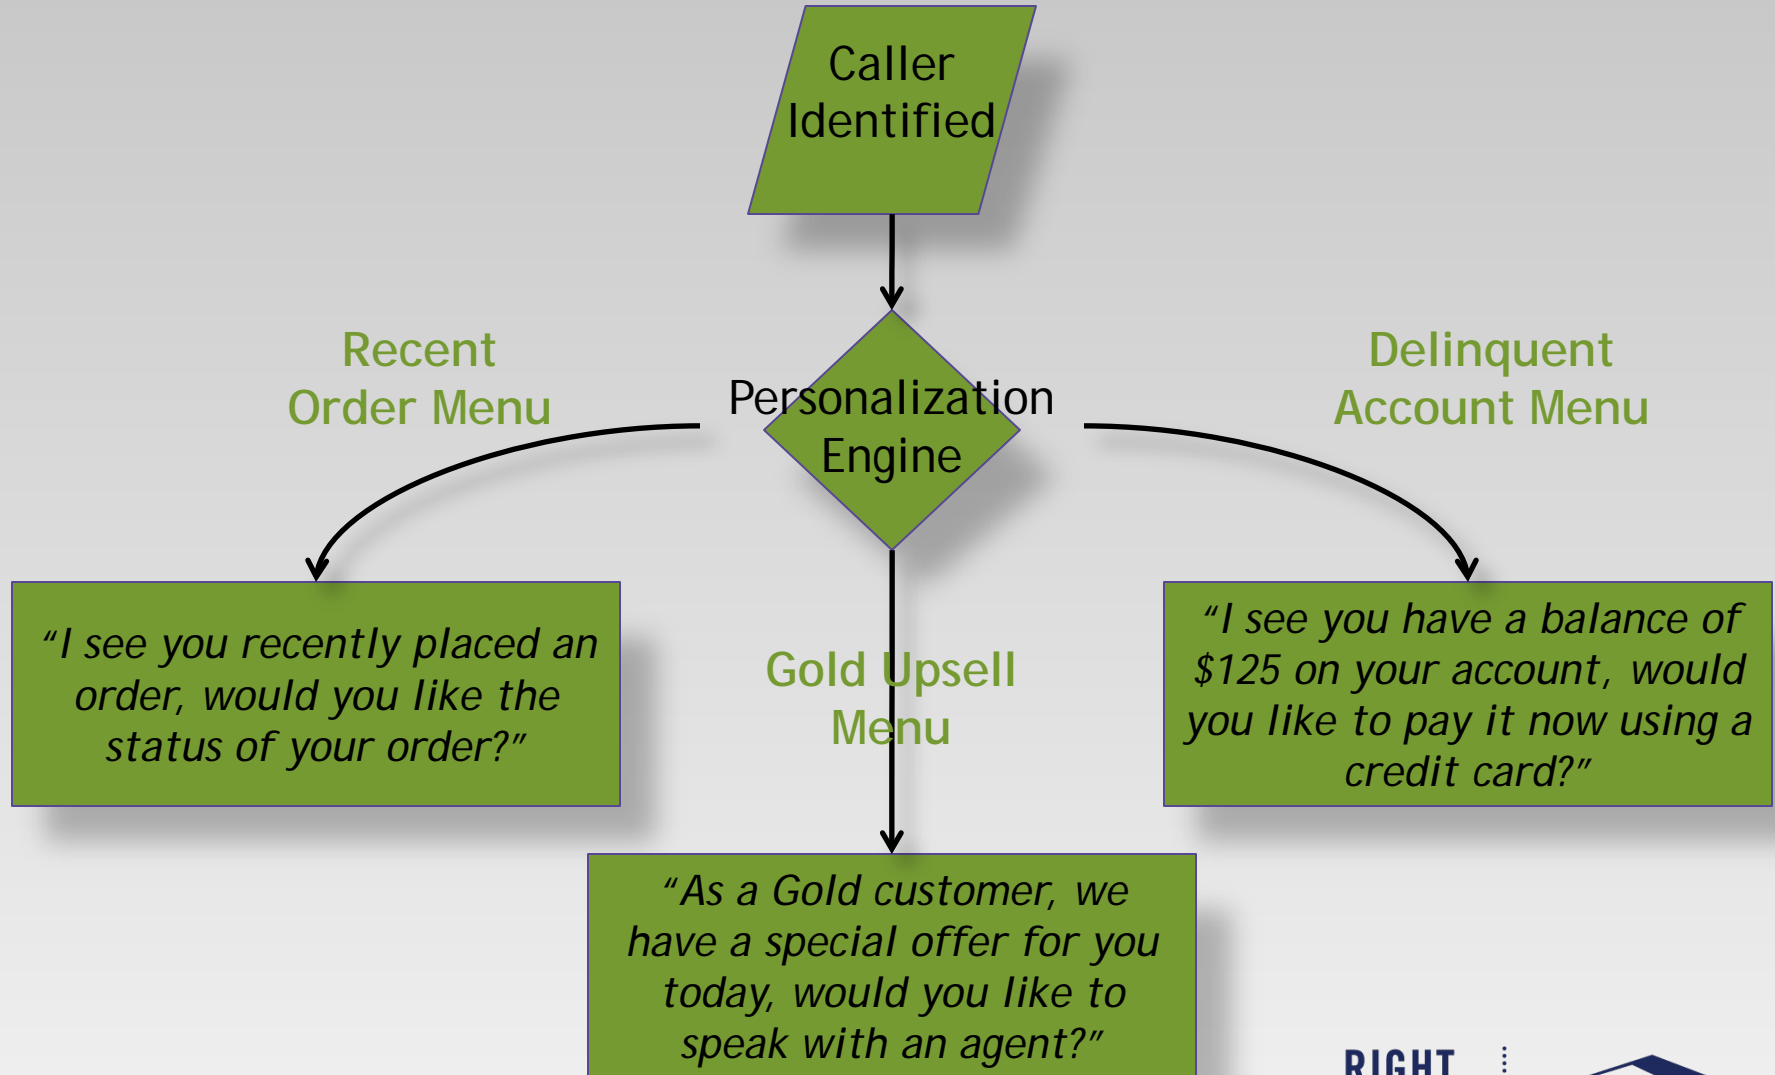 Caller
Identified
Recent
Order Menu
Personalization
Engine
Delinquent
Account Menu
“I see you recently placed an
order, would you like the
status of your order?”
Gold Upsell
Menu
“I see you have a balance of
$125 on your account, would
you like to pay it now using a
credit card?”
“As a Gold customer, we
have a special offer for you
today, would you like to
speak with an agent?”
RIGHT